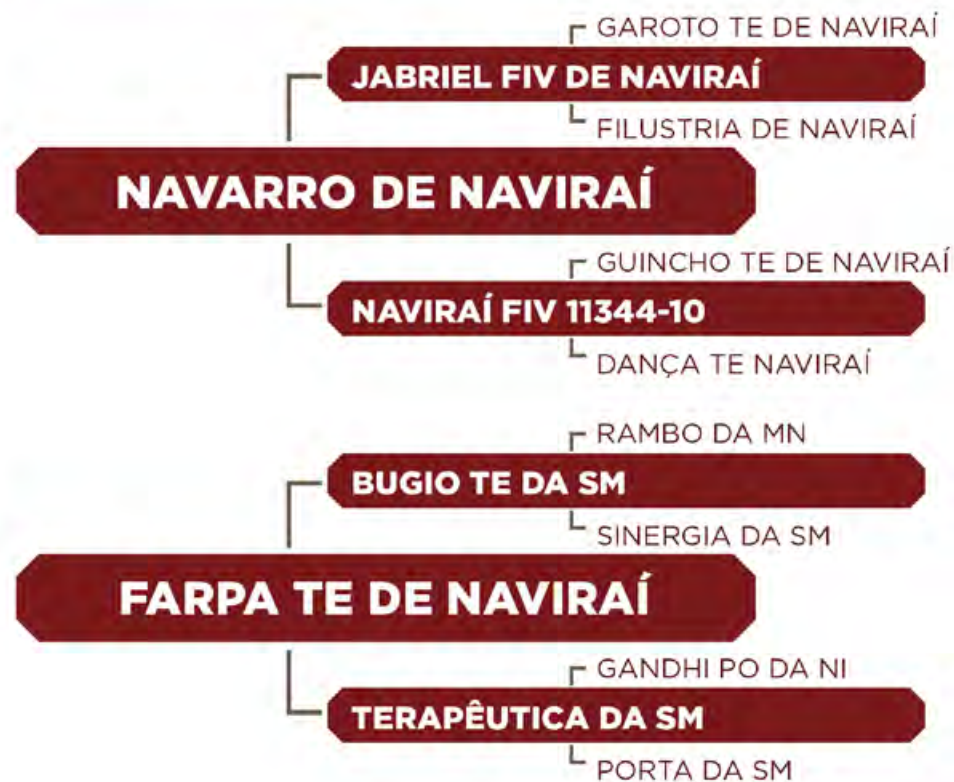 GAROTO TE DE NAVIRAÍ
JABRIEL FIV DE NAVIRAÍ
FILUSTRIA DE NAVIRAÍ
NAVARRO DE NAVIRAÍ
GUINCHO TE DE NAVIRAÍ
NAVIRAÍ FIV 11344-10
DANÇA TE NAVIRAÍ
RAMBO DA MN
BUGIO TE DA SM
SINERGIA DA SM
FARPA TE DE NAVIRAÍ
GANDHI PO DA NI
TERAPÊUTICA DA SM
PORTA DA SM